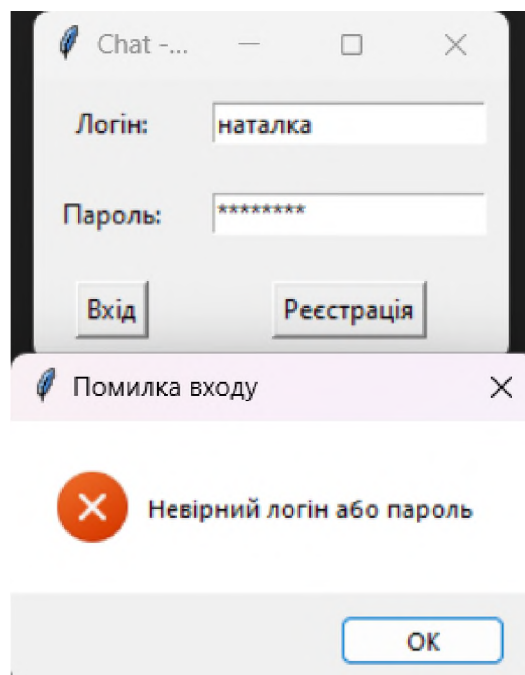 Chat -...
Логін: наталка
Пароль: ********
Вхід Реєстрація
Помилка входу
Невірний логін або пароль
OK